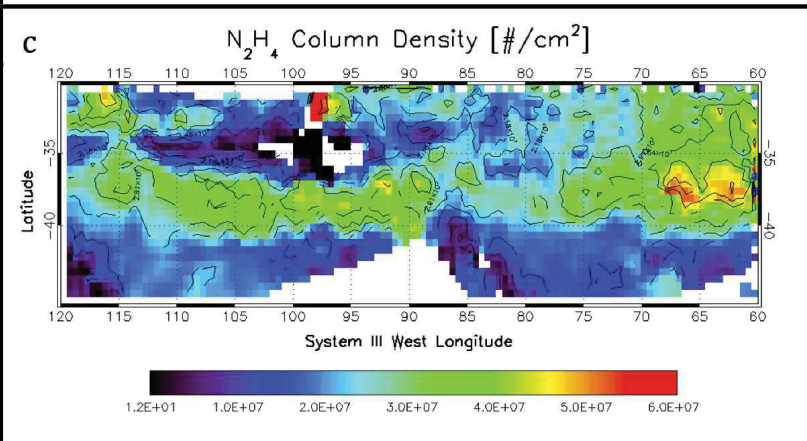 c
N₂H₄ Column Density [#/cm²]
120 115 110 105 100 95 90 85 80 75 70 65 60
Latitude
−35 −35
−40 −40
120 115 110 105 100 95 90 85 80 75 70 65 60
System III West Longitude
1.2E+01 1.0E+07 2.0E+07 3.0E+07 4.0E+07 5.0E+07 6.0E+07